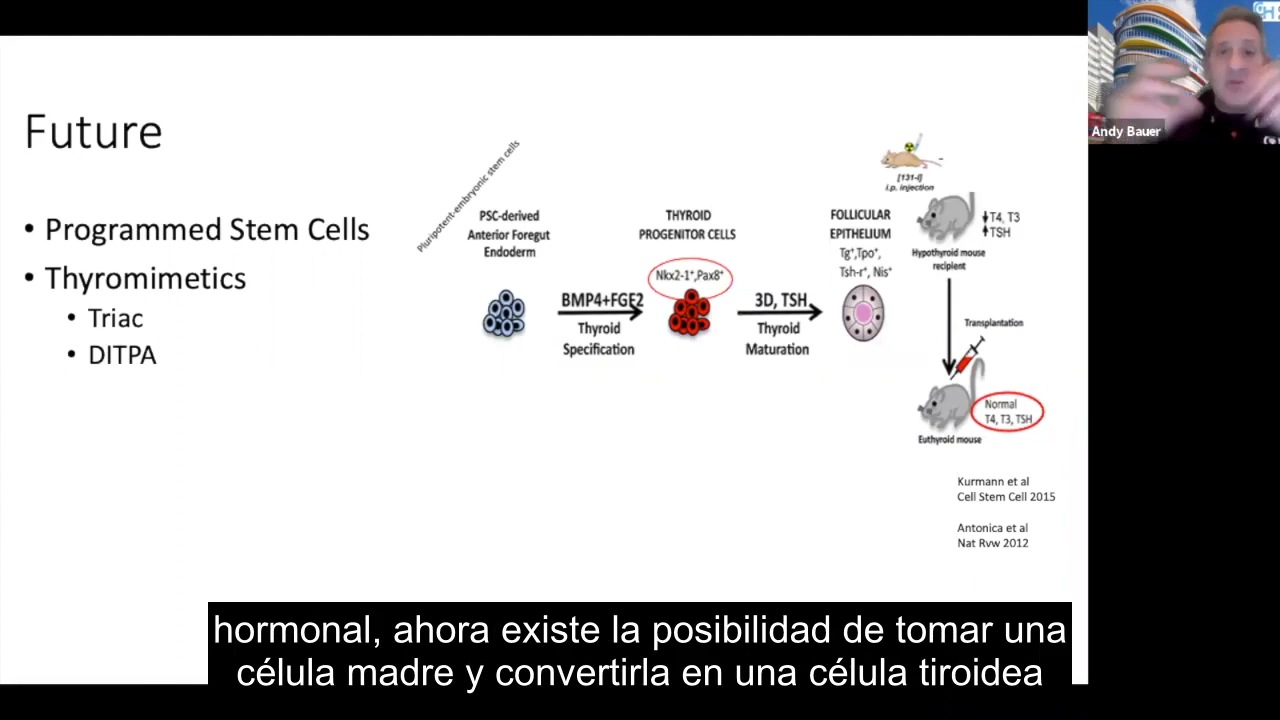 Future
• Programmed Stem Cells
• Thyromimetics
• Triac
• DITPA
Pluripotent-embryonic stem cells
PSC-derived
Anterior Foregut
Endoderm
BMP4+FGF2
Thyroid
Specification
THYROID
PROGENITOR CELLS
Nkx2-1⁺,Pax8⁺
3D, TSH
Thyroid
Maturation
FOLLICULAR
EPITHELIUM
Tg⁺,Tpo⁺,
Tsh-r⁺, Nis⁺
[131-I]
i.p. injection
↓T4, T3
↑TSH
Hypothyroid mouse
recipient
Transplantation
Normal
T4, T3, TSH
Euthyroid mouse
Kurmann et al
Cell Stem Cell 2015
Antonica et al
Nat Rvw 2012
Andy Bauer
hormonal, ahora existe la posibilidad de tomar una
célula madre y convertirla en una célula tiroidea